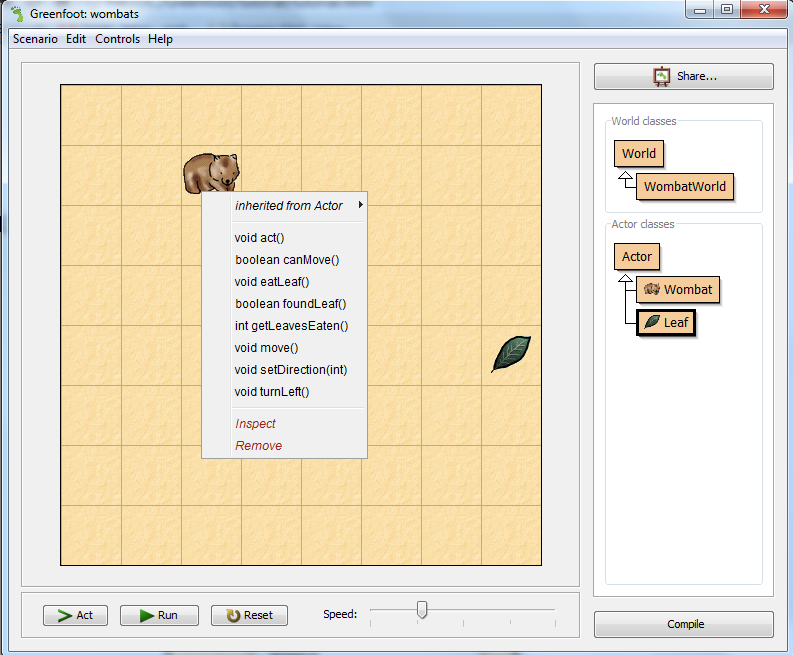 Greenfoot: wombats
Scenario Edit Controls Help
Share...
World classes
World
WombatWorld
Actor classes
Actor
Wombat
Leaf
inherited from Actor
void act()
boolean canMove()
void eatLeaf()
boolean foundLeaf()
int getLeavesEaten()
void move()
void setDirection(int)
void turnLeft()
Inspect
Remove
Act Run Reset Speed:
Compile